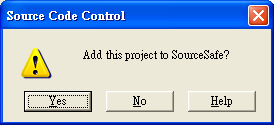 Source Code Control
Add this project to SourceSafe?
Yes
No
Help